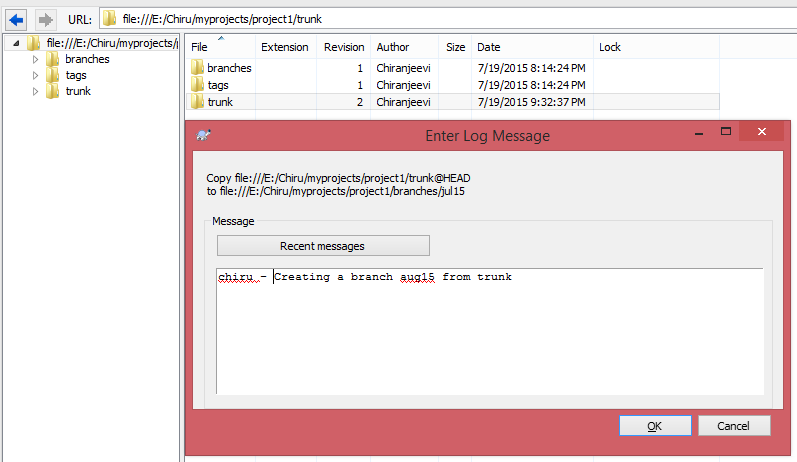 URL: file:///E:/Chiru/myprojects/project1/trunk
file:///E:/Chiru/myprojects/p
branches
tags
trunk
File Extension Revision Author Size Date Lock
branches 1 Chiranjeevi 7/19/2015 8:14:24 PM
tags 1 Chiranjeevi 7/19/2015 8:14:24 PM
trunk 2 Chiranjeevi 7/19/2015 9:32:37 PM
Enter Log Message
Copy file:///E:/Chiru/myprojects/project1/trunk@HEAD
to file:///E:/Chiru/myprojects/project1/branches/jul15
Message
Recent messages
chiru - Creating a branch aug15 from trunk
OK Cancel